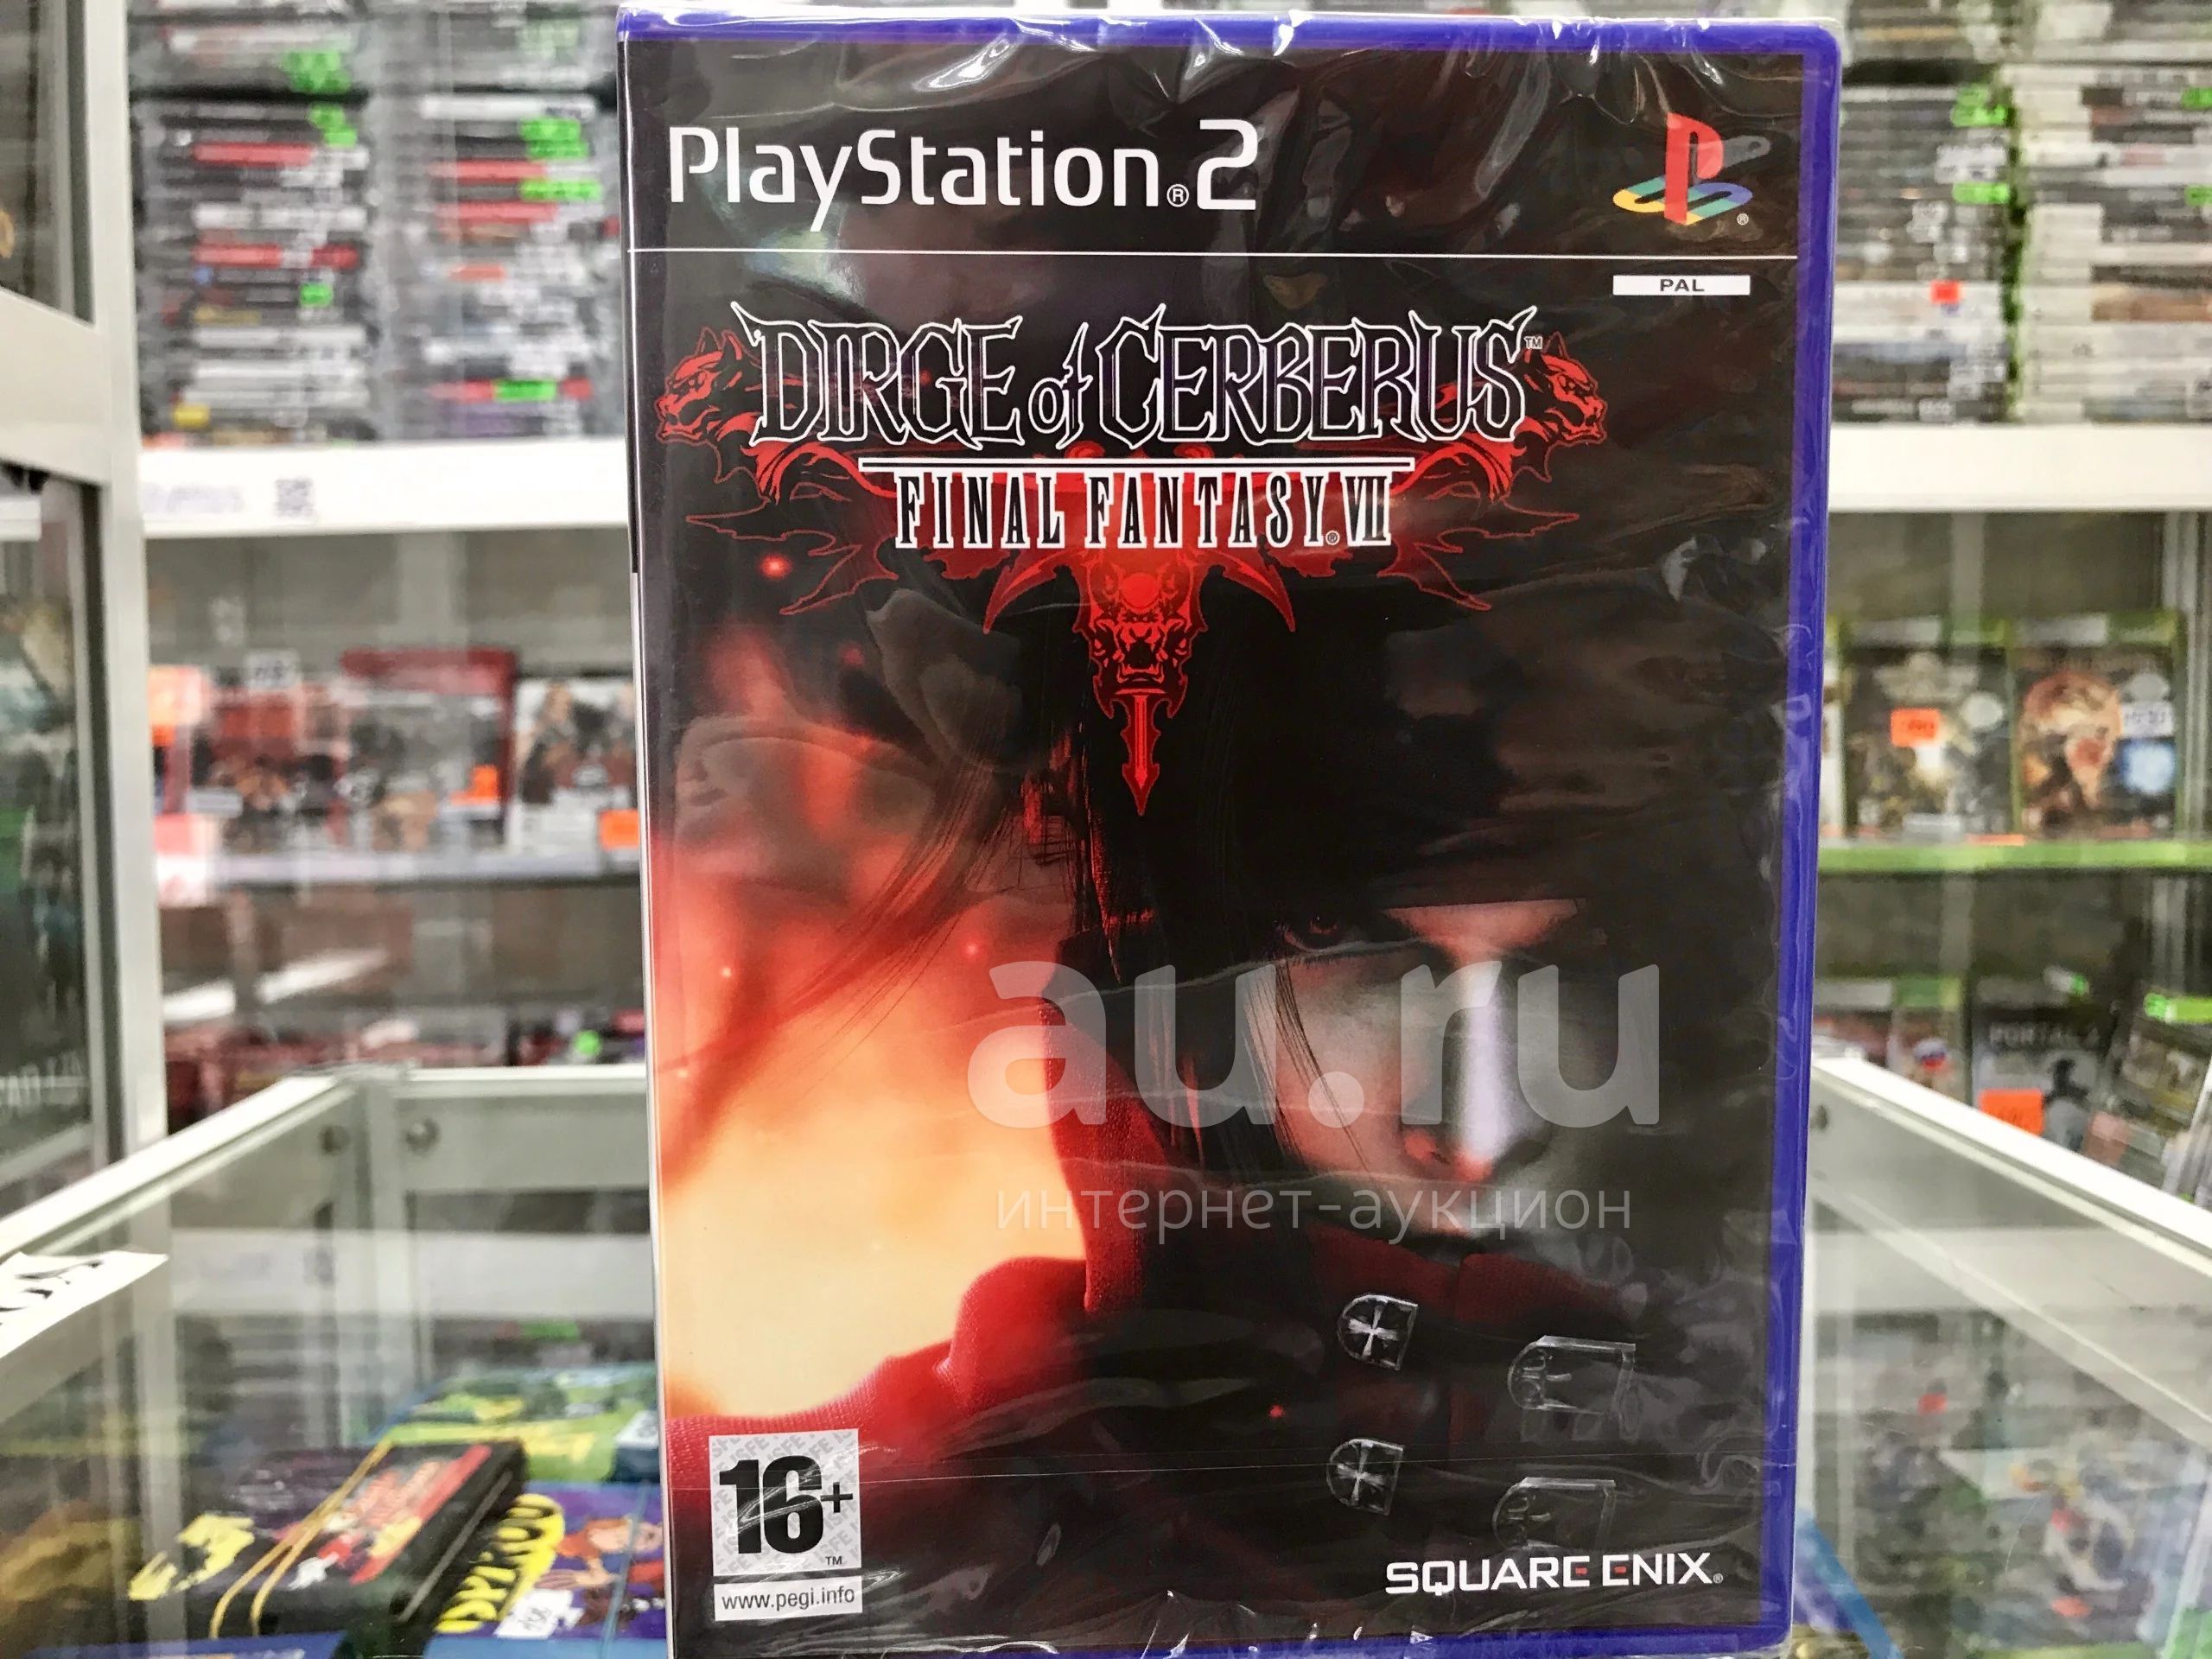 PlayStation®2
PAL
DIRGE of CERBERUS™
FINAL FANTASY® VII
au.ru
интернет-аукцион
16+™
www.pegi.info
SQUARE ENIX®